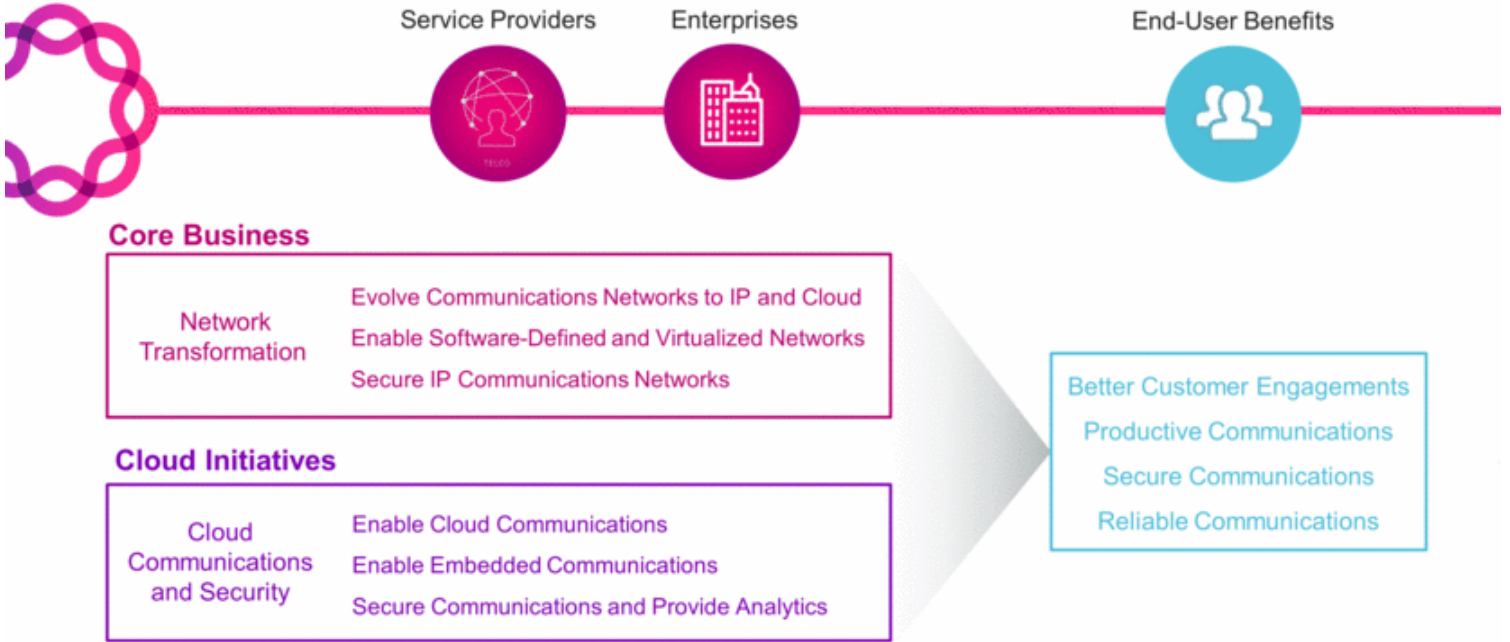 Service Providers
Enterprises
End-User Benefits
TELCO
Core Business
Network
Transformation
Evolve Communications Networks to IP and Cloud
Enable Software-Defined and Virtualized Networks
Secure IP Communications Networks
Cloud Initiatives
Cloud
Communications
and Security
Enable Cloud Communications
Enable Embedded Communications
Secure Communications and Provide Analytics
Better Customer Engagements
Productive Communications
Secure Communications
Reliable Communications